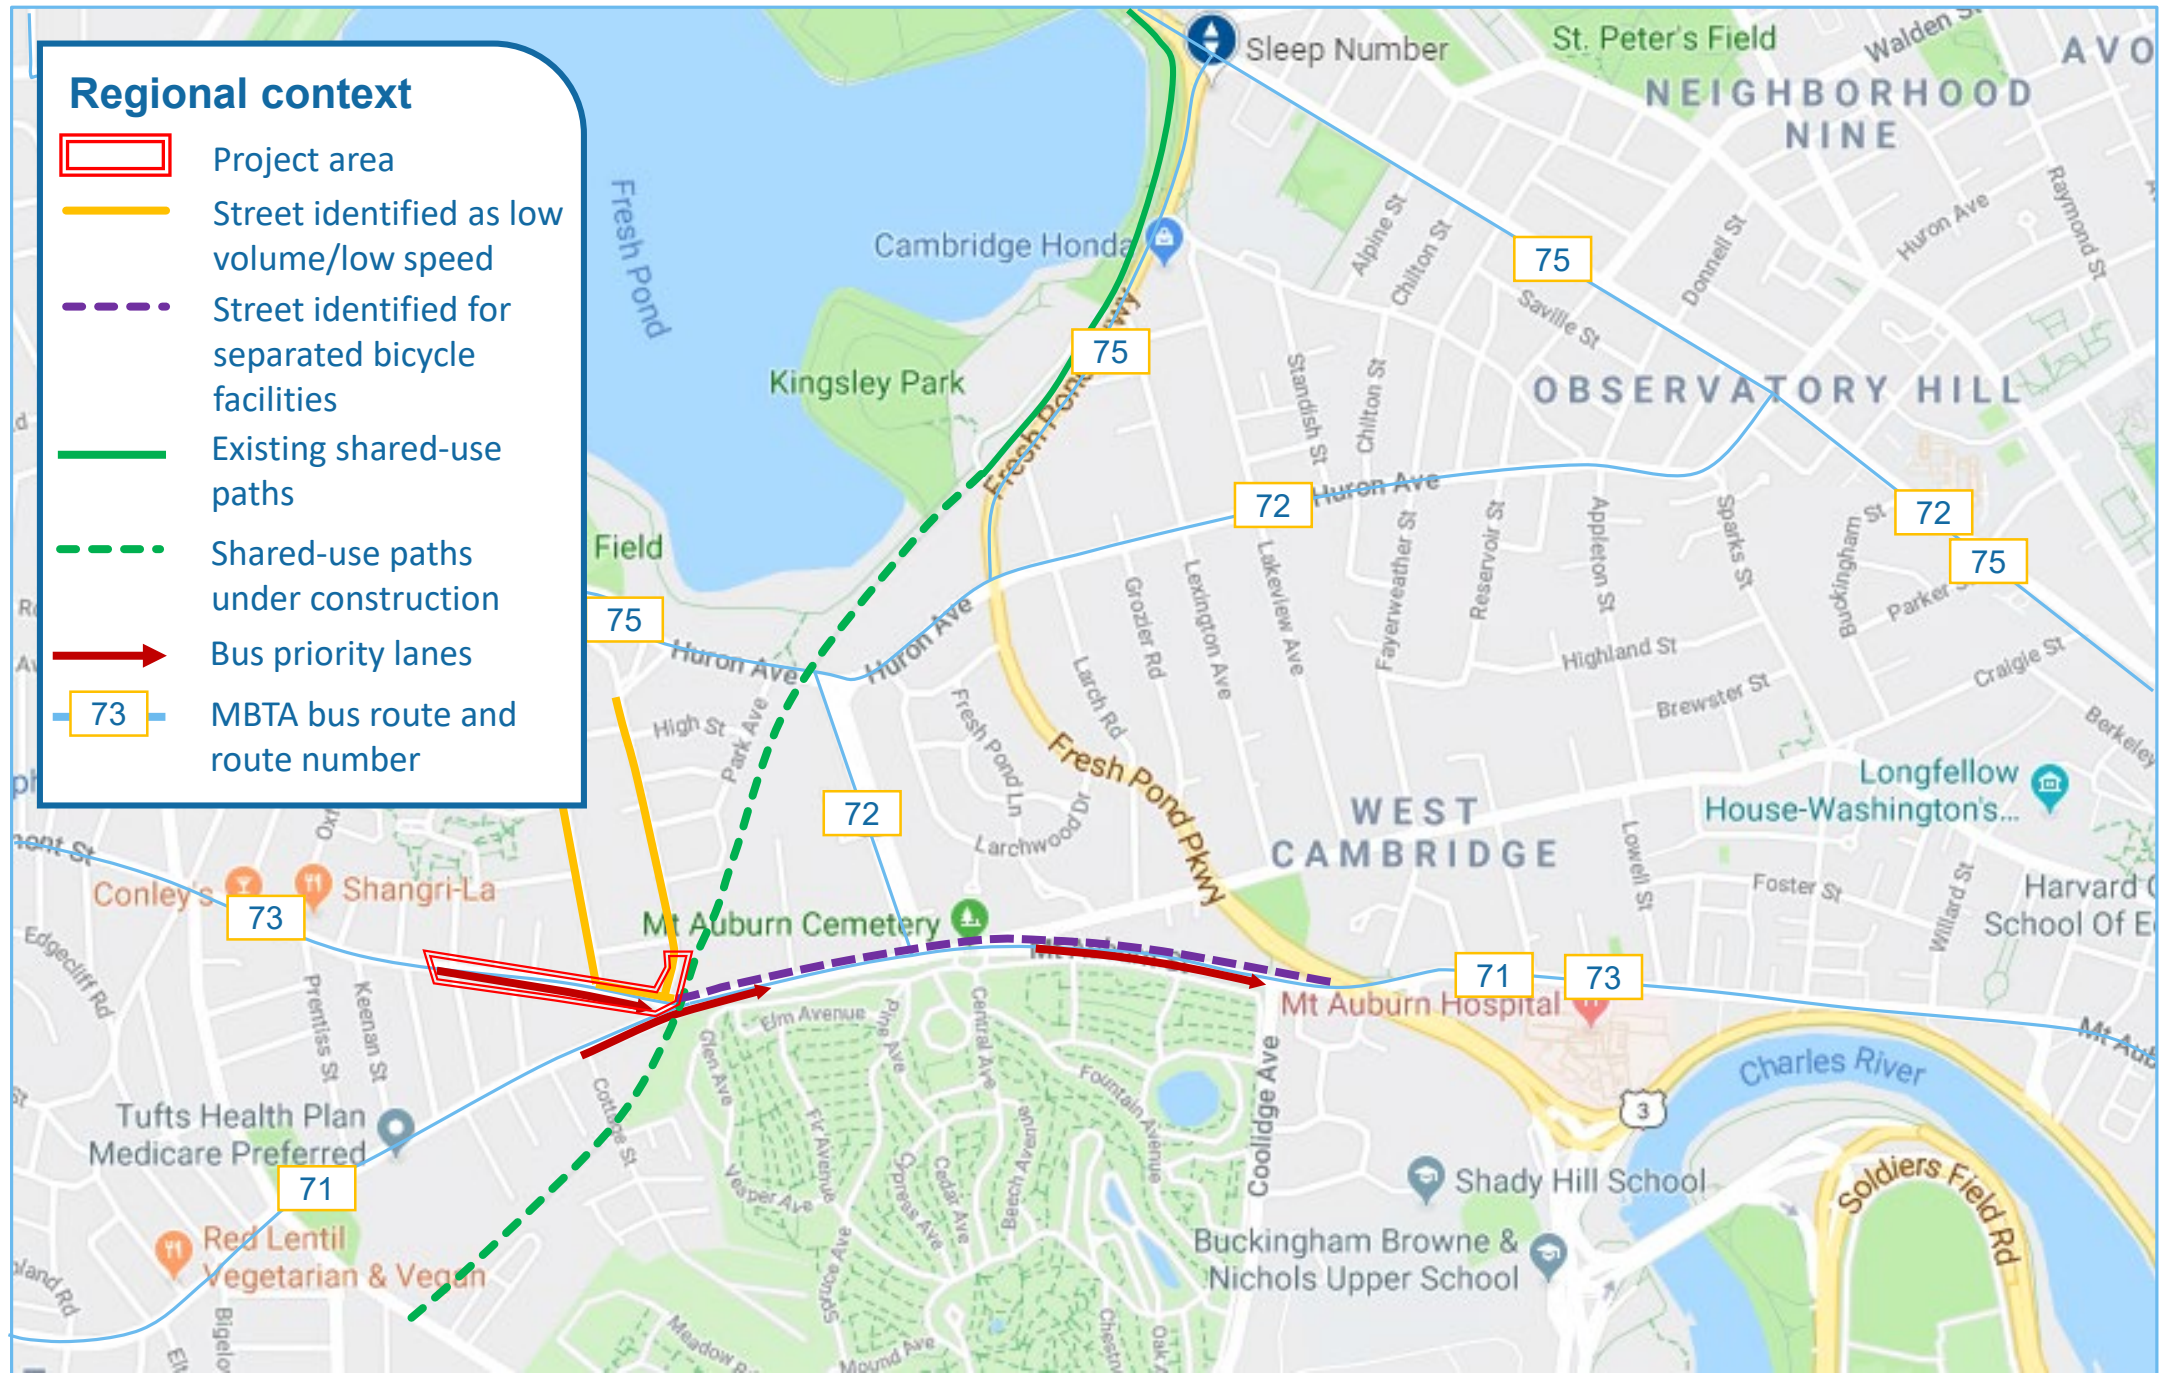 Regional context
Project area
Street identified as low
volume/low speed
Street identified for
separated bicycle
facilities
Existing shared-use
paths
Shared-use paths
under construction
Bus priority lanes
73
MBTA bus route and
route number
Sleep Number
St. Peter's Field
Walden St
AVO
NEIGHBORHOOD
NINE
Fresh Pond
Cambridge Honda
Alpine St
Chilton St
Donnell St
Huron Ave
Raymond St
75
Saville St
75
Kingsley Park
Fresh Pond
Standish St
Chilton St
OBSERVATORY HILL
72
Huron Ave
72
75
Field
75
Huron Ave
Huron Ave
Grozier Rd
Lexington Ave
Lakeview Ave
Fayerweather St
Reservoir St
Appleton St
Sparks St
Buckingham St
Parker
Highland St
Craigie St
Brewster St
Berkeley
High St
Park Ave
Fresh Pond Ln
Larch Rd
Larchwood Dr
Fresh Pond Pkwy
72
WEST
CAMBRIDGE
Longfellow
House-Washington's...
Lowell St
Foster St
Willard St
Harvard
School Of E
mont St
Conley's
Shangri-La
73
Mt Auburn Cemetery
Edgecliff Rd
Prentiss St
Keenan St
71
73
Mt Auburn Hospital
Mt Aub
Elm Avenue
Pine Ave
Central Ave
Glen Ave
Fir Avenue
Fountain Avenue
Coolidge Ave
Charles River
3
Cottage St
Tufts Health Plan
Medicare Preferred
71
Vesper Ave
Cypress Ave
Cedar Ave
Beech Avenue
Spruce Ave
Shady Hill School
Soldiers Field Rd
Buckingham Browne &
Nichols Upper School
Red Lentil
Vegetarian & Vegan
land Rd
Bigelo
Meadow
Mound Ave
Chestn
Oak